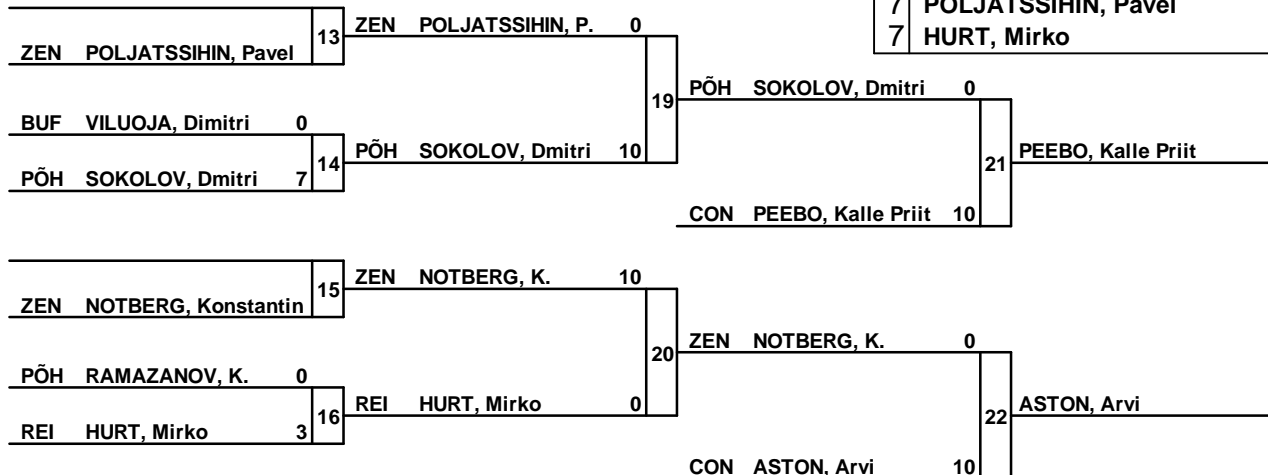 7 POLJATSSIHIN, Pavel
13 ZEN POLJATSSIHIN, P. 0
7 HURT, Mirko
ZEN POLJATSSIHIN, Pavel
19 PÕH SOKOLOV, Dmitri 0
BUF VILUOJA, Dimitri 0
14 PÕH SOKOLOV, Dmitri 10
21 PEEBO, Kalle Priit
PÕH SOKOLOV, Dmitri 7
CON PEEBO, Kalle Priit 10
15 ZEN NOTBERG, K. 10
ZEN NOTBERG, Konstantin
20 ZEN NOTBERG, K. 0
PÕH RAMAZANOV, K. 0
16 REI HURT, Mirko 0
22 ASTON, Arvi
REI HURT, Mirko 3
CON ASTON, Arvi 10